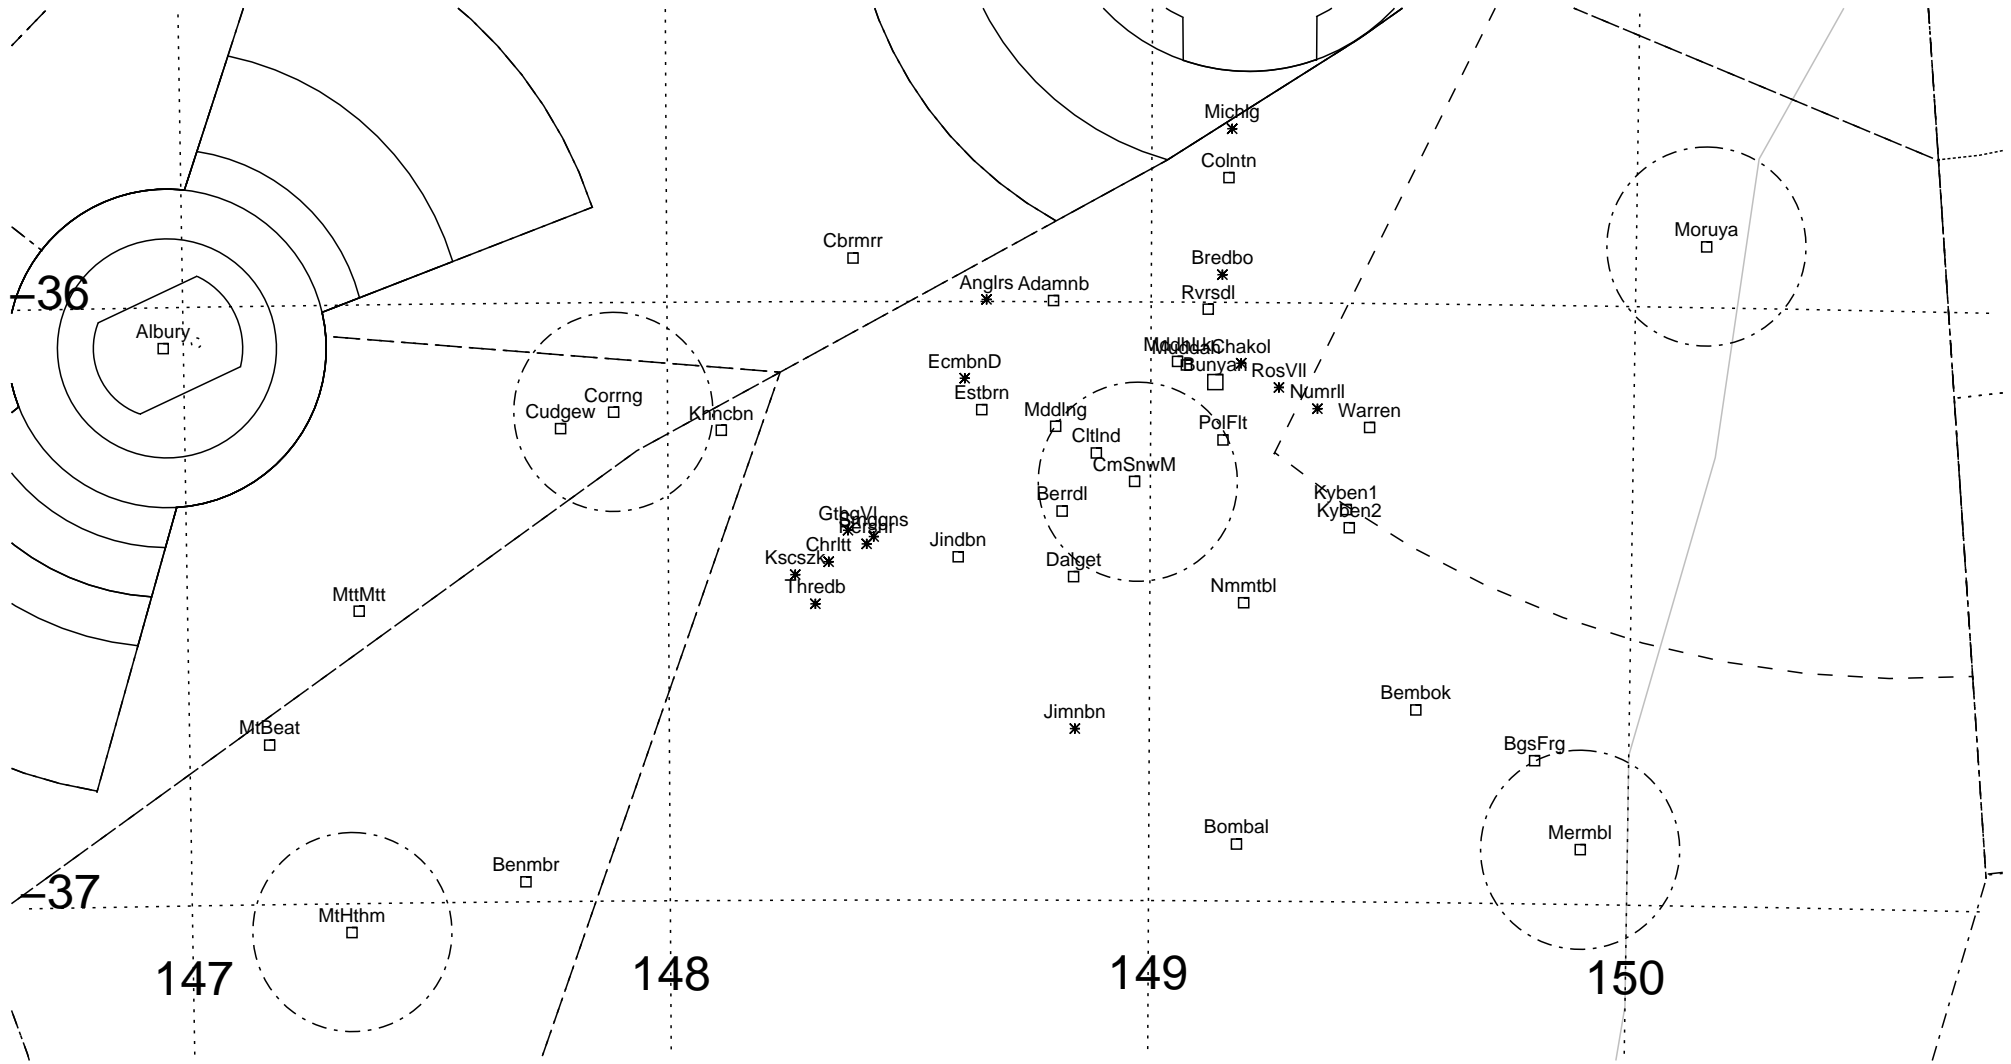 Michlg
Colntn
Moruya
Cbrmrr
Bredbo
–36
Anglrs
Adamnb
Rvrsdl
Albury
Chakol
Bunyan
EcmbnD
RosVll
Estbrn
Numrll
Corrng
Cudgew
Khncbn
Mddlng
Warren
PolFlt
Cltlnd
CmSnwM
Berrdl
Kyben1
Kyben2
GthgVl
Jindbn
Chrltt
Kscszk
Dalget
Thredb
Nmmtbl
MttMtt
Bembok
Jimnbn
MtBeat
BgsFrg
Bombal
Mermbl
Benmbr
–37
MtHthm
147
148
149
150